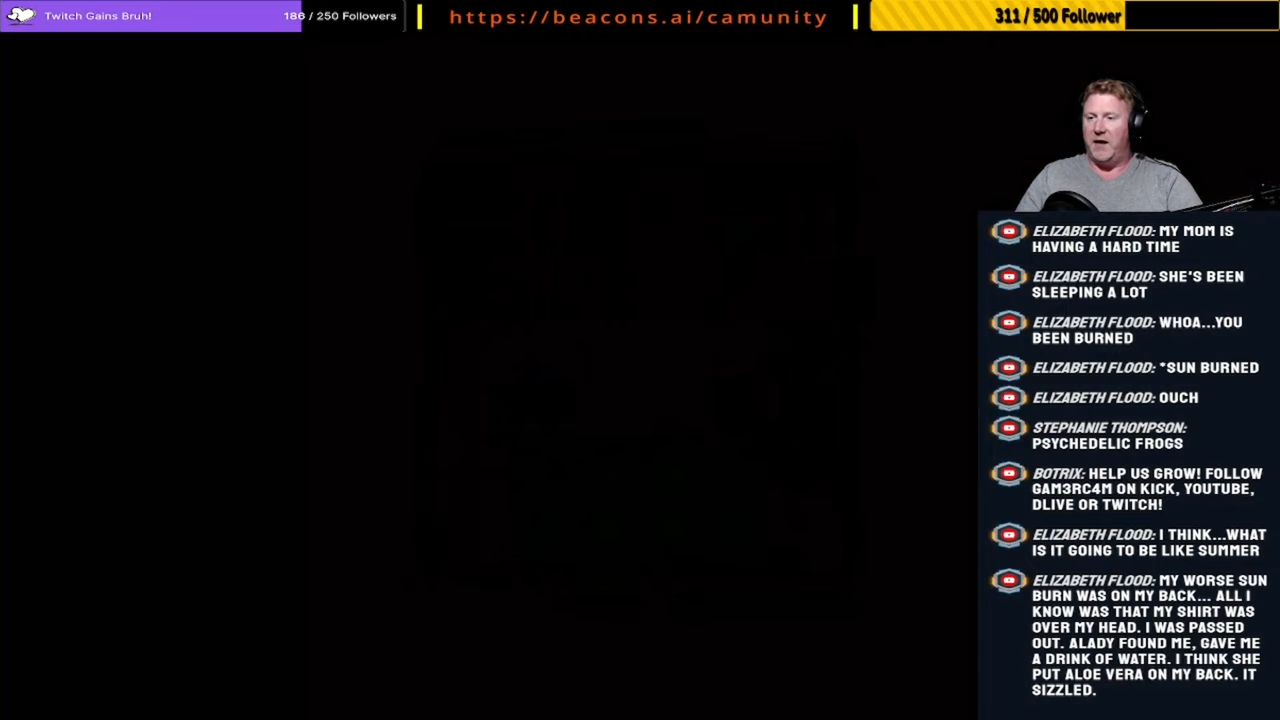 Twitch Gains Bruh! 186 / 250 Followers
https://beacons.ai/camunity
311 / 500 Follower
ELIZABETH FLOOD: MY MOM IS
HAVING A HARD TIME
ELIZABETH FLOOD: SHE'S BEEN
SLEEPING A LOT
ELIZABETH FLOOD: WHOA...YOU
BEEN BURNED
ELIZABETH FLOOD: *SUN BURNED
ELIZABETH FLOOD: OUCH
STEPHANIE THOMPSON:
PSYCHEDELIC FROGS
BOTRIX: HELP US GROW! FOLLOW
GAM3RC4M ON KICK, YOUTUBE,
DLIVE OR TWITCH!
ELIZABETH FLOOD: I THINK...WHAT
IS IT GOING TO BE LIKE SUMMER
ELIZABETH FLOOD: MY WORSE SUN
BURN WAS ON MY BACK... ALL I
KNOW WAS THAT MY SHIRT WAS
OVER MY HEAD. I WAS PASSED
OUT. ALADY FOUND ME, GAVE ME
A DRINK OF WATER. I THINK SHE
PUT ALOE VERA ON MY BACK. IT
SIZZLED.